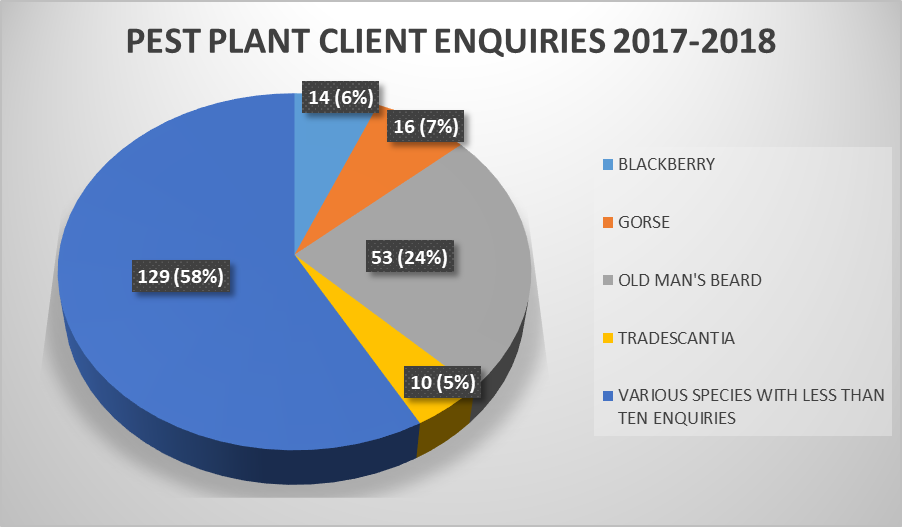 PEST PLANT CLIENT ENQUIRIES 2017-2018
14 (6%)
16 (7%)
53 (24%)
129 (58%)
10 (5%)
BLACKBERRY
GORSE
OLD MAN'S BEARD
TRADESCANTIA
VARIOUS SPECIES WITH LESS THAN
TEN ENQUIRIES